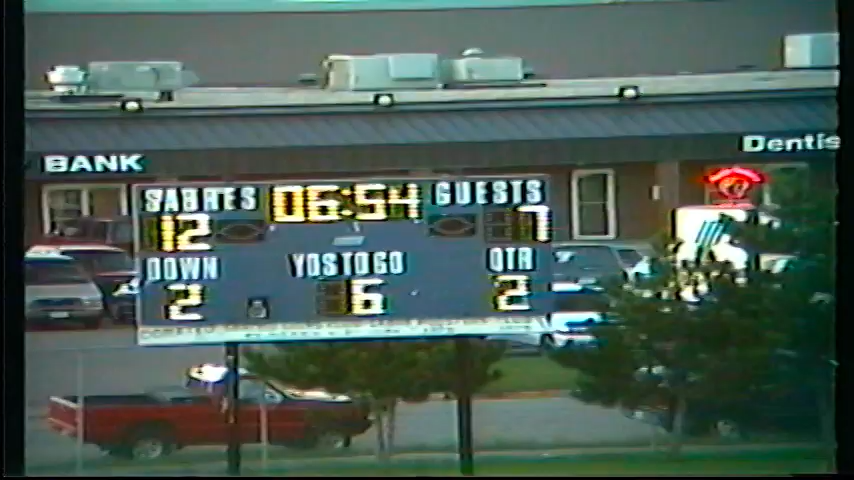 BANK
Dentis
SABRES 06:54 GUESTS
12 7
DOWN YDSTOGO QTR
2 6 2